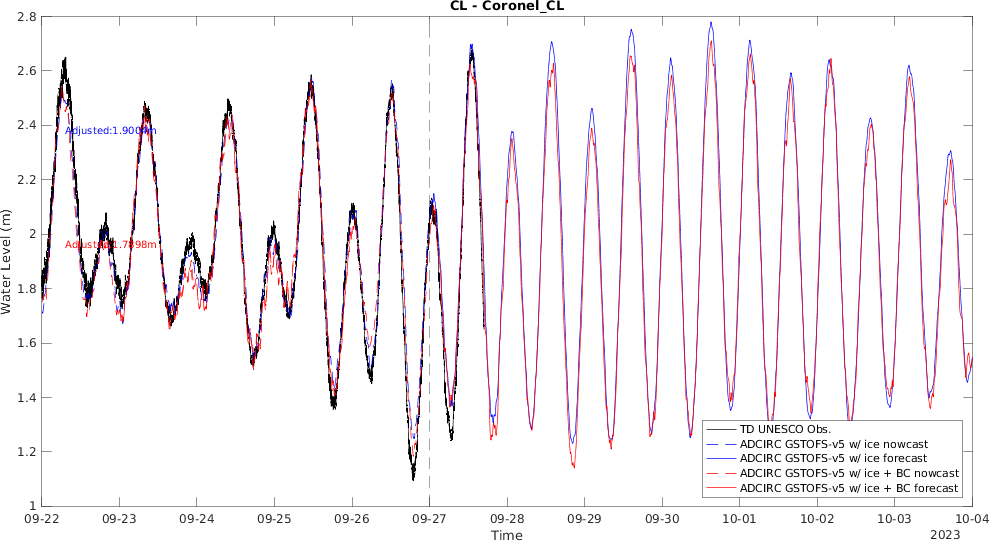 CL - Coronel_CL
2.8
2.6
2.4
2.2
2
1.8
1.6
1.4
1.2
1
Water Level (m)
Adjusted:1.9004m
Adjusted:1.7898m
TD UNESCO Obs.
ADCIRC GSTOFS-v5 w/ ice nowcast
ADCIRC GSTOFS-v5 w/ ice forecast
ADCIRC GSTOFS-v5 w/ ice + BC nowcast
ADCIRC GSTOFS-v5 w/ ice + BC forecast
09-22 09-23 09-24 09-25 09-26 09-27 09-28 09-29 09-30 10-01 10-02 10-03 10-04
Time
2023